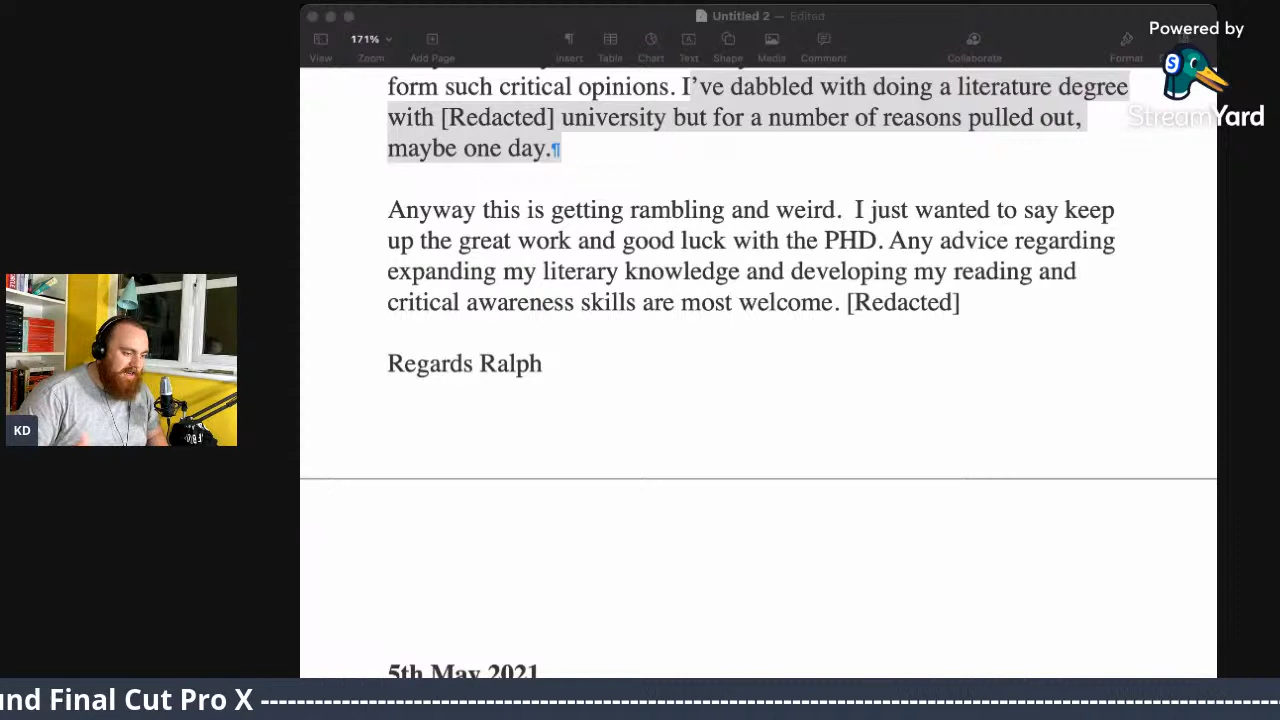 Untitled 2 — Edited
171%
View Zoom Add Page Insert Table Chart Text Shape Media Comment Collaborate Format
Powered by
S
StreamYard
form such critical opinions. I’ve dabbled with doing a literature degree
with [Redacted] university but for a number of reasons pulled out,
maybe one day.¶
Anyway this is getting rambling and weird.  I just wanted to say keep
up the great work and good luck with the PHD. Any advice regarding
expanding my literary knowledge and developing my reading and
critical awareness skills are most welcome. [Redacted]
Regards Ralph
KD
5th May 2021
und Final Cut Pro X --------------------------------------------------------------------------------